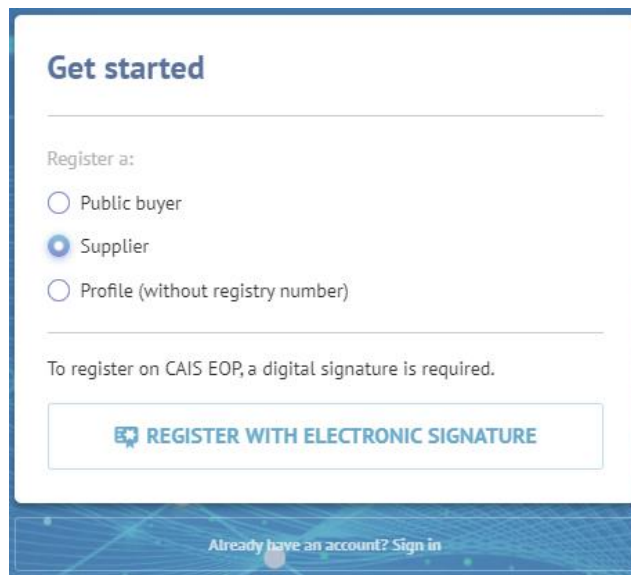 Get started
Register a:
Public buyer
Supplier
Profile (without registry number)
To register on CAIS EOP, a digital signature is required.
REGISTER WITH ELECTRONIC SIGNATURE
Already have an account? Sign in